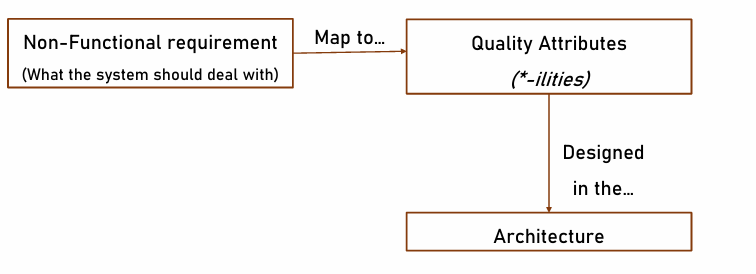 Non-Functional requirement
(What the system should deal with)
Map to...
Quality Attributes
(*-ilities)
Designed
in the...
Architecture